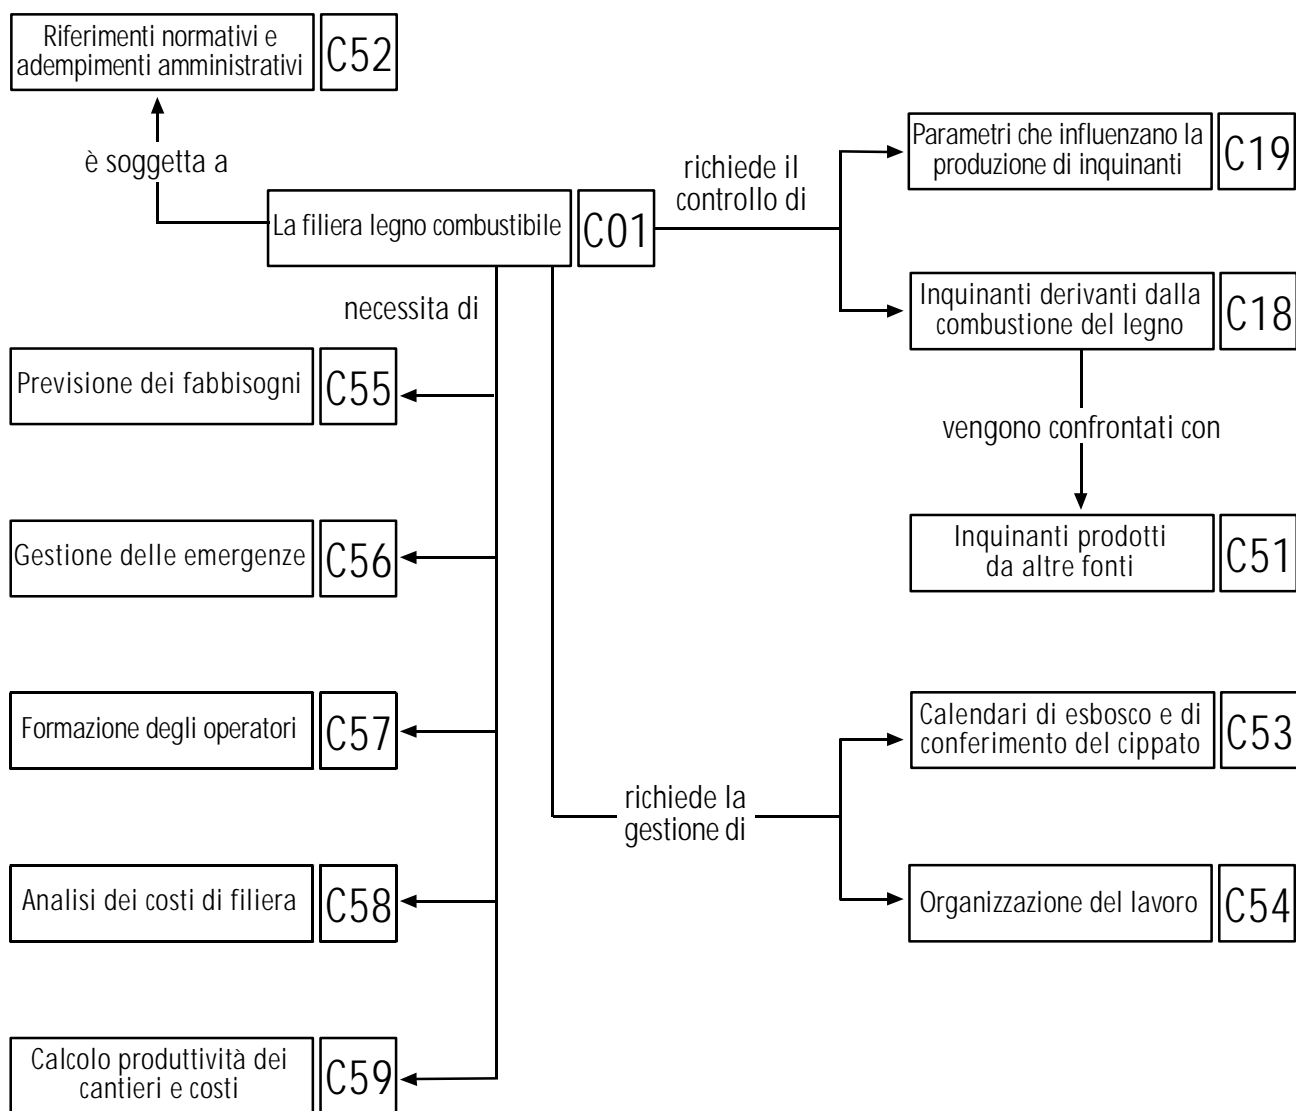 Riferimenti normativi e
adempimenti amministrativi
C52
è soggetta a
La filiera legno combustibile
C01
richiede il
controllo di
Parametri che influenzano la
produzione di inquinanti
C19
Inquinanti derivanti dalla
combustione del legno
C18
vengono confrontati con
Inquinanti prodotti
da altre fonti
C51
necessita di
Previsione dei fabbisogni
C55
Gestione delle emergenze
C56
Formazione degli operatori
C57
Analisi dei costi di filiera
C58
Calcolo produttività dei
cantieri e costi
C59
richiede la
gestione di
Calendari di esbosco e di
conferimento del cippato
C53
Organizzazione del lavoro
C54